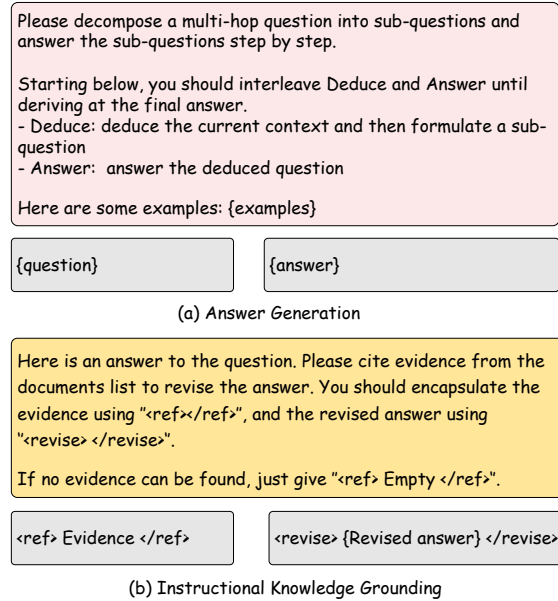 Please decompose a multi-hop question into sub-questions and
answer the sub-questions step by step.
Starting below, you should interleave Deduce and Answer until
deriving at the final answer.
- Deduce: deduce the current context and then formulate a sub-
question
- Answer:  answer the deduced question
Here are some examples: {examples}
{question}
{answer}
(a) Answer Generation
Here is an answer to the question. Please cite evidence from the
documents list to revise the answer. You should encapsulate the
evidence using "<ref></ref>", and the revised answer using
"<revise> </revise>".
If no evidence can be found, just give "<ref> Empty </ref>".
<ref> Evidence </ref>
<revise> {Revised answer} </revise>
(b) Instructional Knowledge Grounding